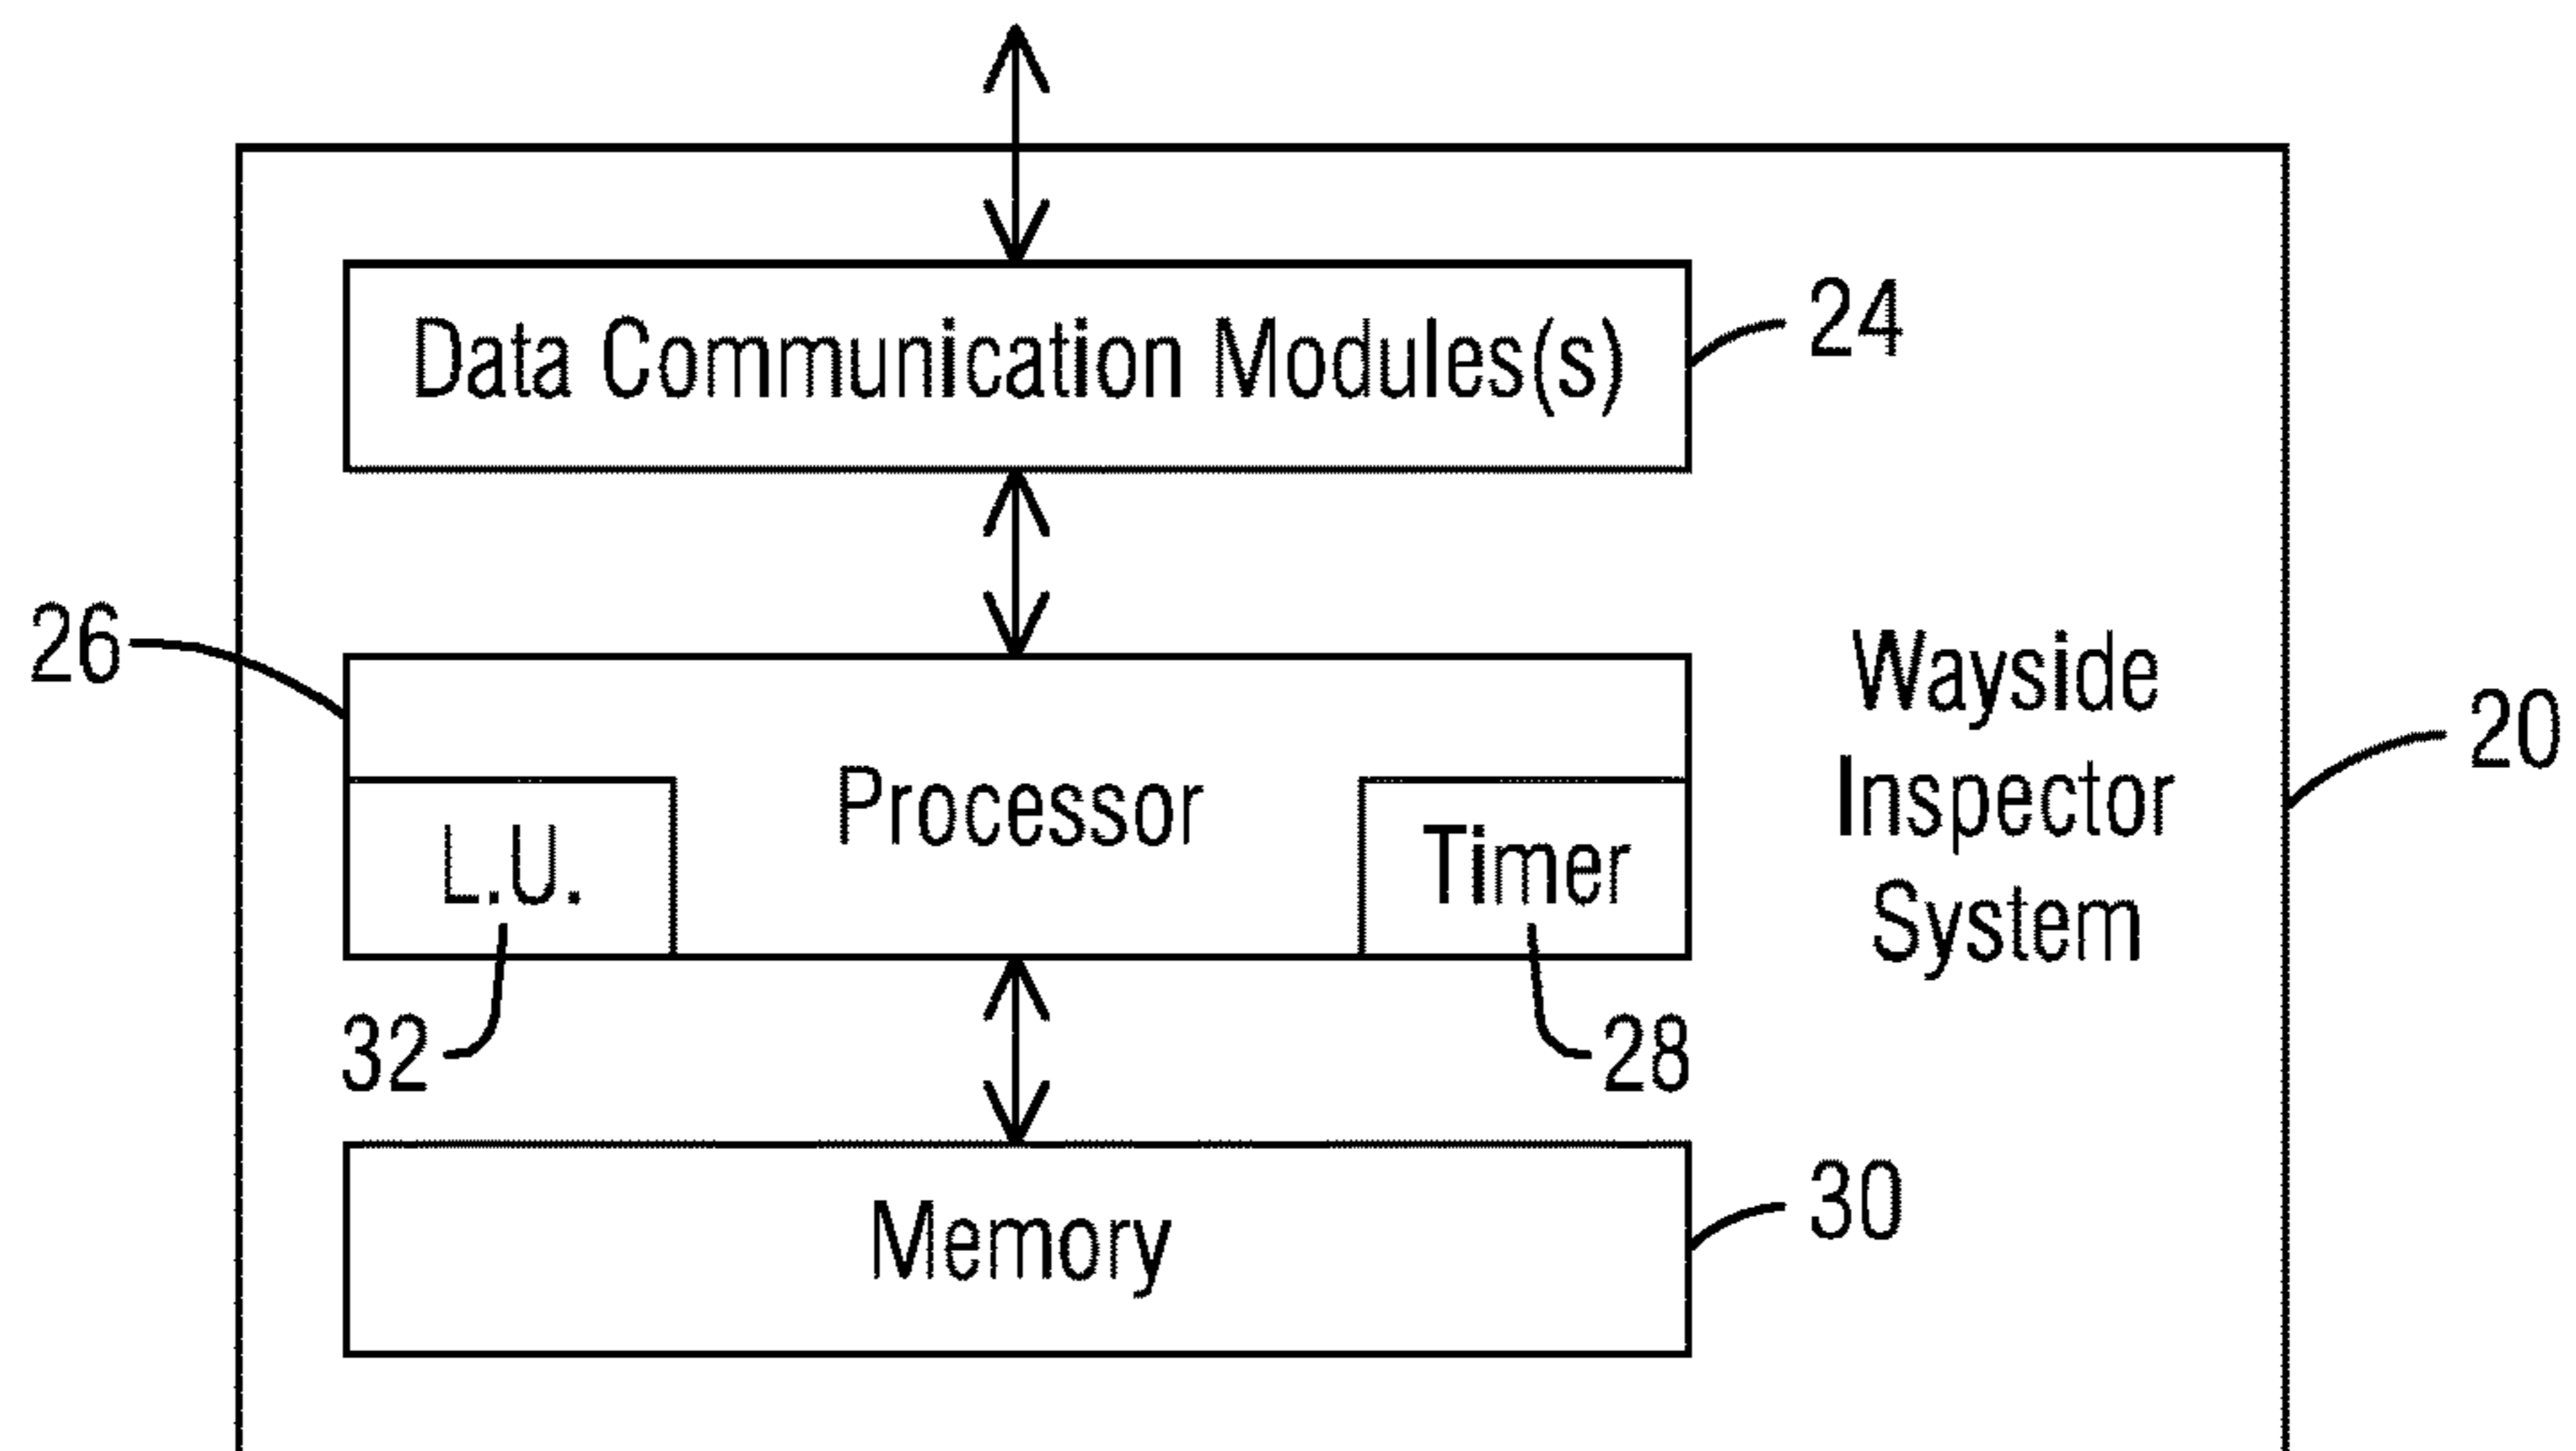 Data Communication Modules(s)
24
26
Processor
L.U.
Timer
Wayside
Inspector
System
20
32
28
Memory
30